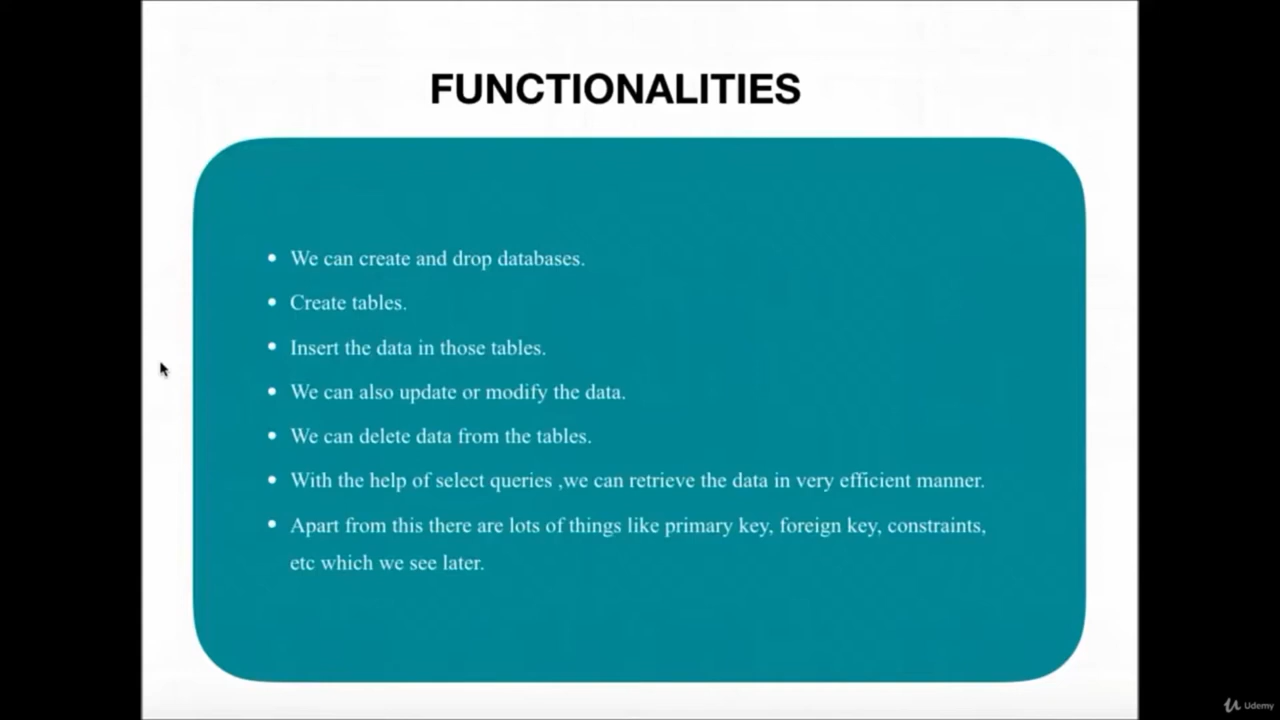 FUNCTIONALITIES
• We can create and drop databases.
• Create tables.
• Insert the data in those tables.
• We can also update or modify the data.
• We can delete data from the tables.
• With the help of select queries ,we can retrieve the data in very efficient manner.
• Apart from this there are lots of things like primary key, foreign key, constraints,
etc which we see later.
Udemy